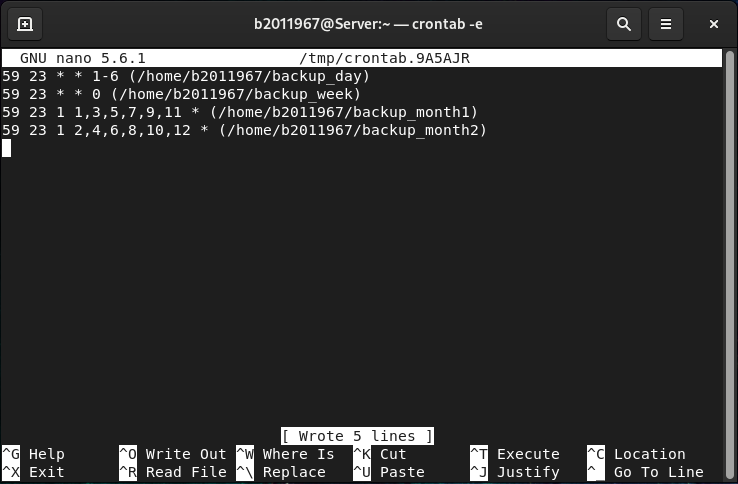 b2011967@Server:~ — crontab -e
GNU nano 5.6.1 /tmp/crontab.9A5AJR
59 23 * * 1-6 (/home/b2011967/backup_day)
59 23 * * 0 (/home/b2011967/backup_week)
59 23 1 1,3,5,7,9,11 * (/home/b2011967/backup_month1)
59 23 1 2,4,6,8,10,12 * (/home/b2011967/backup_month2)
[ Wrote 5 lines ]
^G Help ^O Write Out ^W Where Is ^K Cut ^T Execute ^C Location
^X Exit ^R Read File ^\ Replace ^U Paste ^J Justify ^_ Go To Line